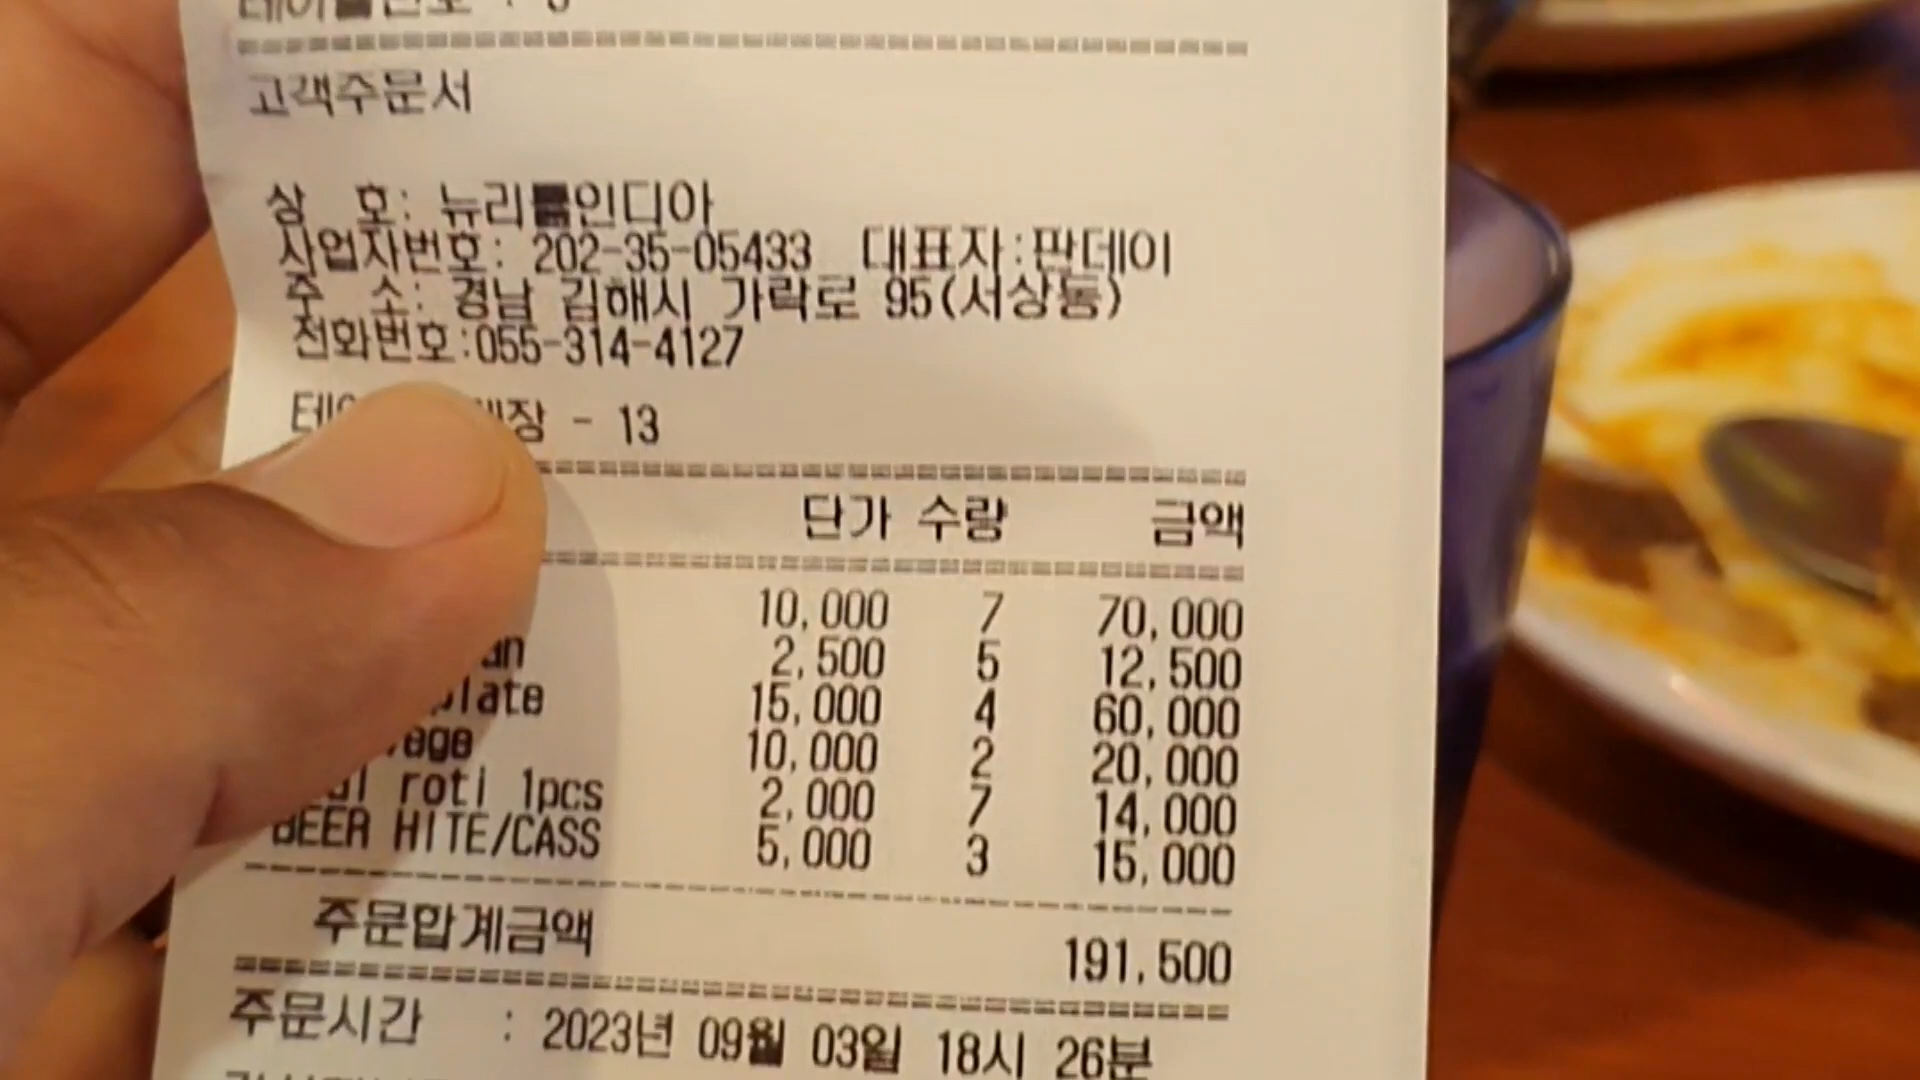 고객주문서
상 호: 뉴리틀인디아
사업자번호: 202-35-05433 대표자:판데이
주 소: 경남 김해시 가락로 95(서상동)
전화번호:055-314-4127
- 13
단가 수량 금액
10,000 7 70,000
2,500 5 12,500
15,000 4 60,000
10,000 2 20,000
roti 1pcs 2,000 7 14,000
BEER HITE/CASS 5,000 3 15,000
주문합계금액 191,500
주문시간 : 2023년 09월 03일 18시 26분